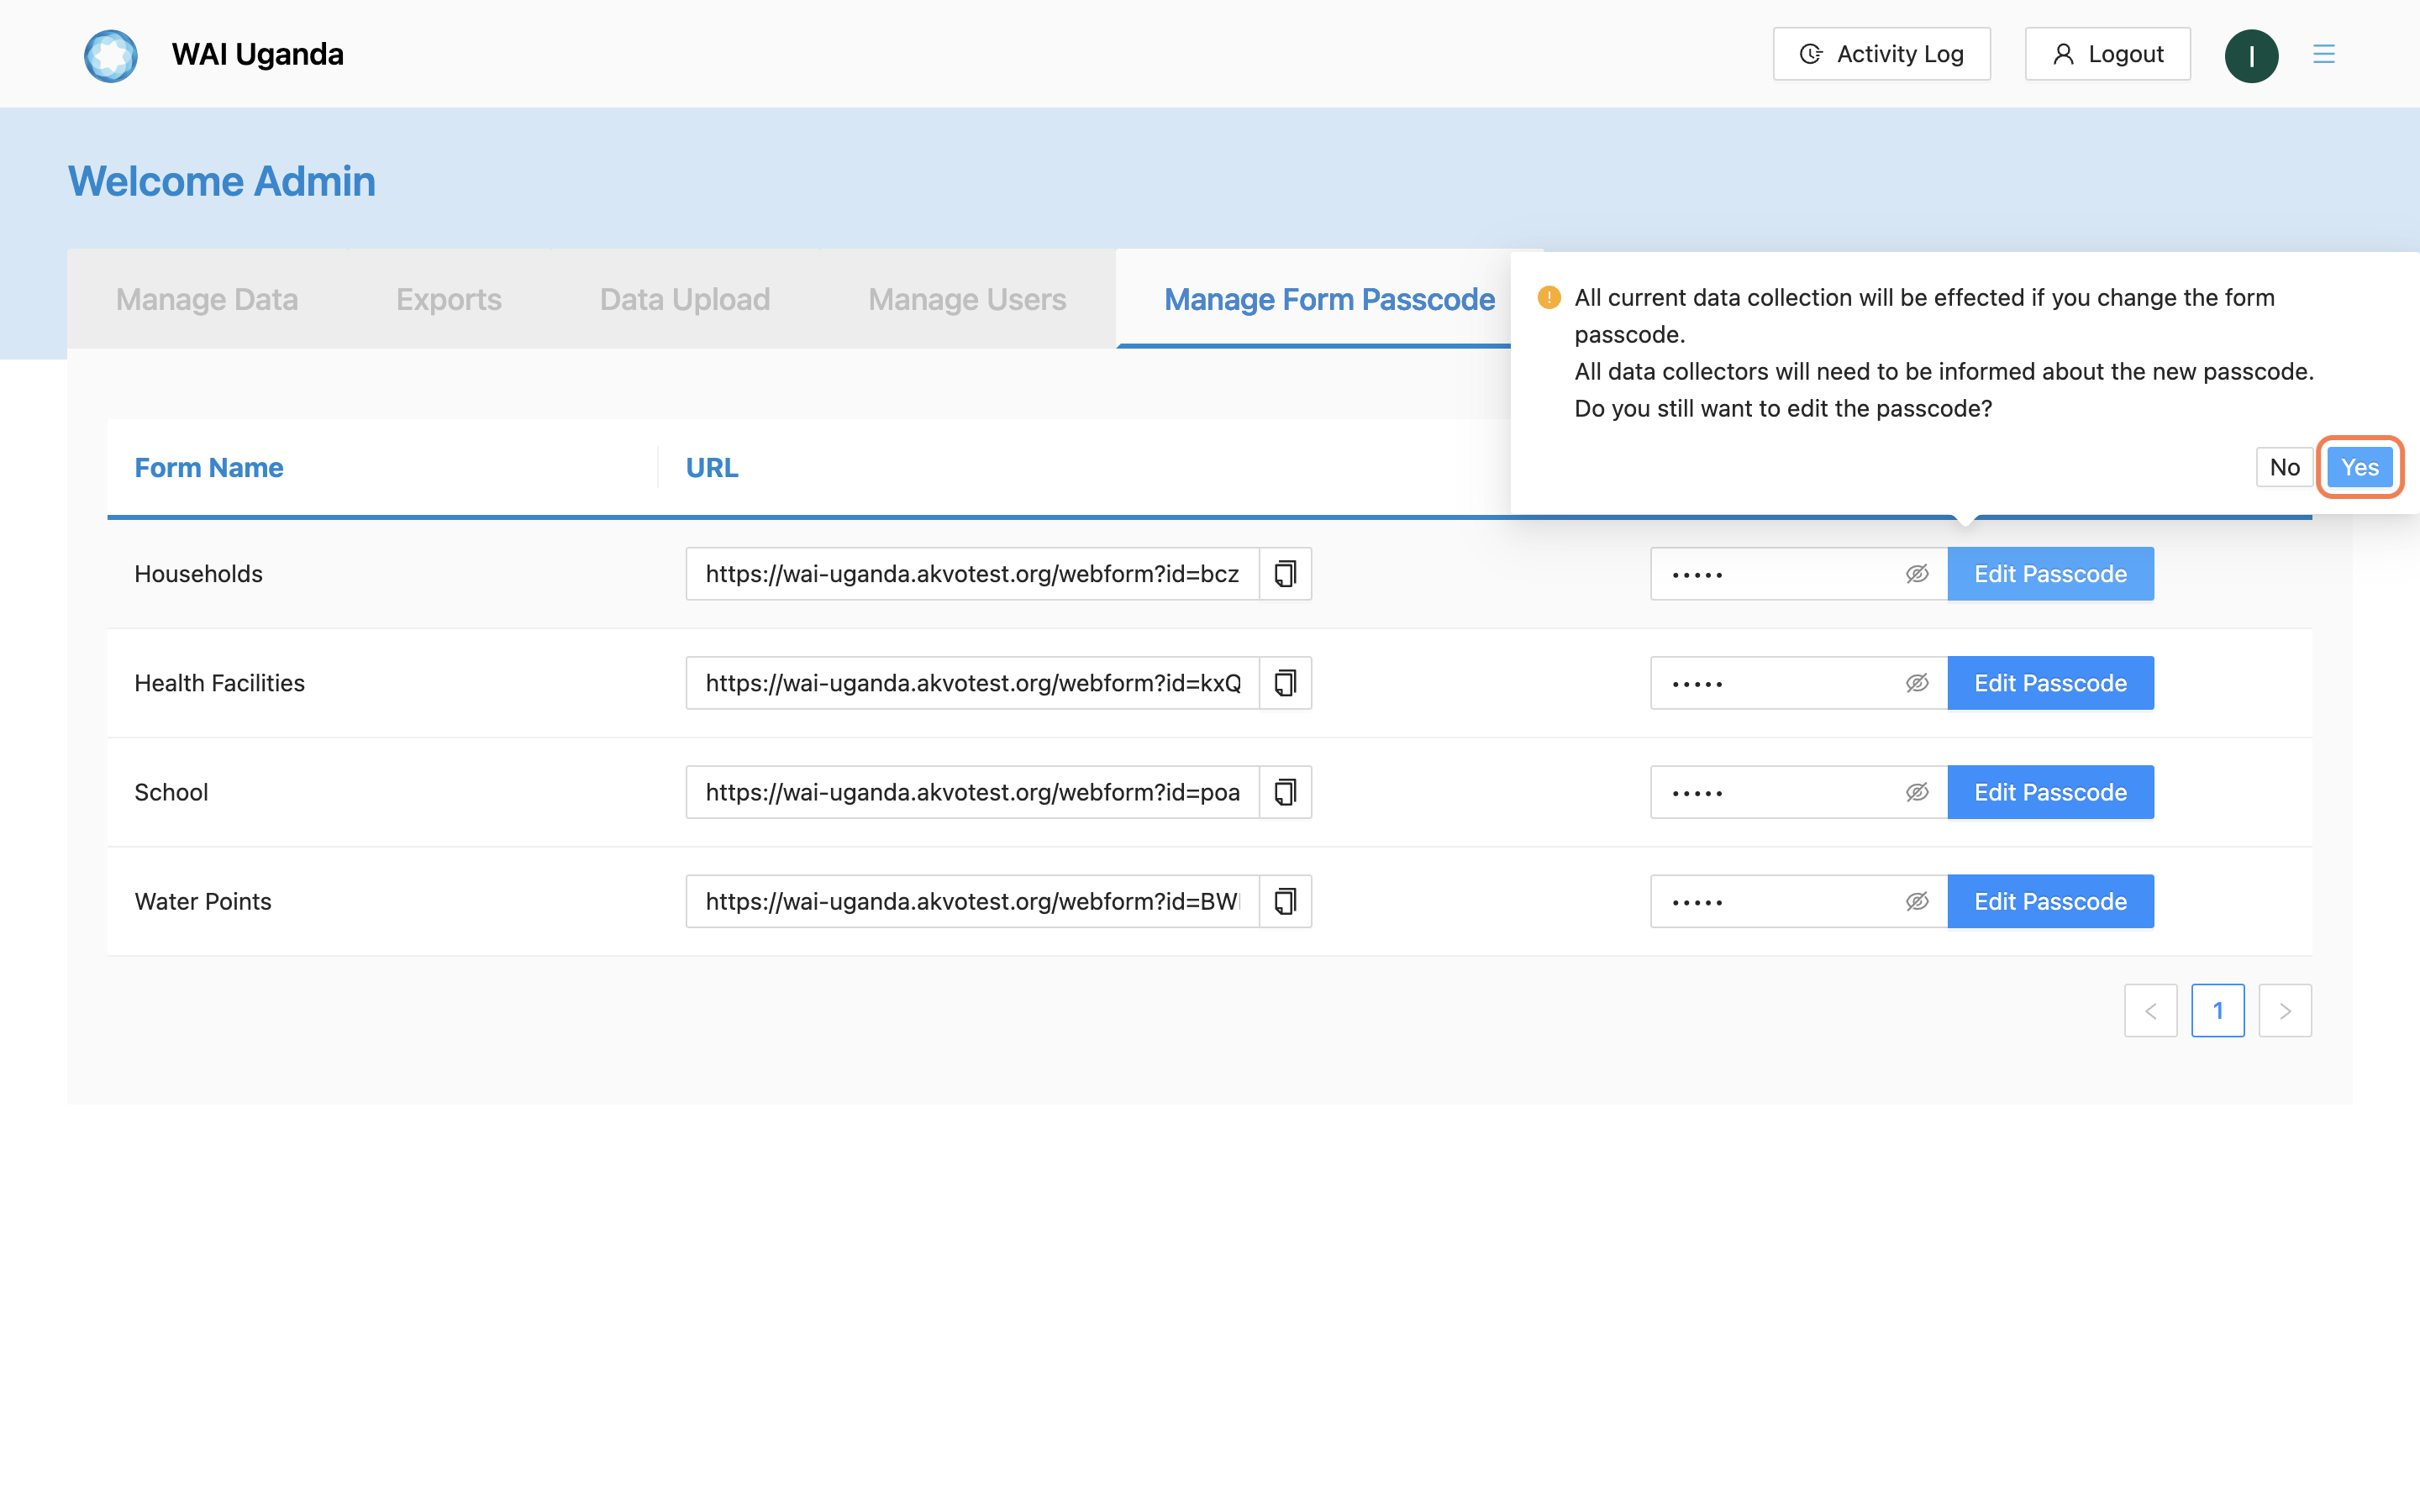 WAI Uganda
Activity Log
Logout
I
Welcome Admin
Manage Data
Exports
Data Upload
Manage Users
Manage Form Passcode
All current data collection will be effected if you change the form
passcode.
All data collectors will need to be informed about the new passcode.
Do you still want to edit the passcode?
No
Yes
Form Name
URL
Households
https://wai-uganda.akvotest.org/webform?id=bcz
•••••
Edit Passcode
Health Facilities
https://wai-uganda.akvotest.org/webform?id=kxQ
•••••
Edit Passcode
School
https://wai-uganda.akvotest.org/webform?id=poa
•••••
Edit Passcode
Water Points
https://wai-uganda.akvotest.org/webform?id=BW
•••••
Edit Passcode
1